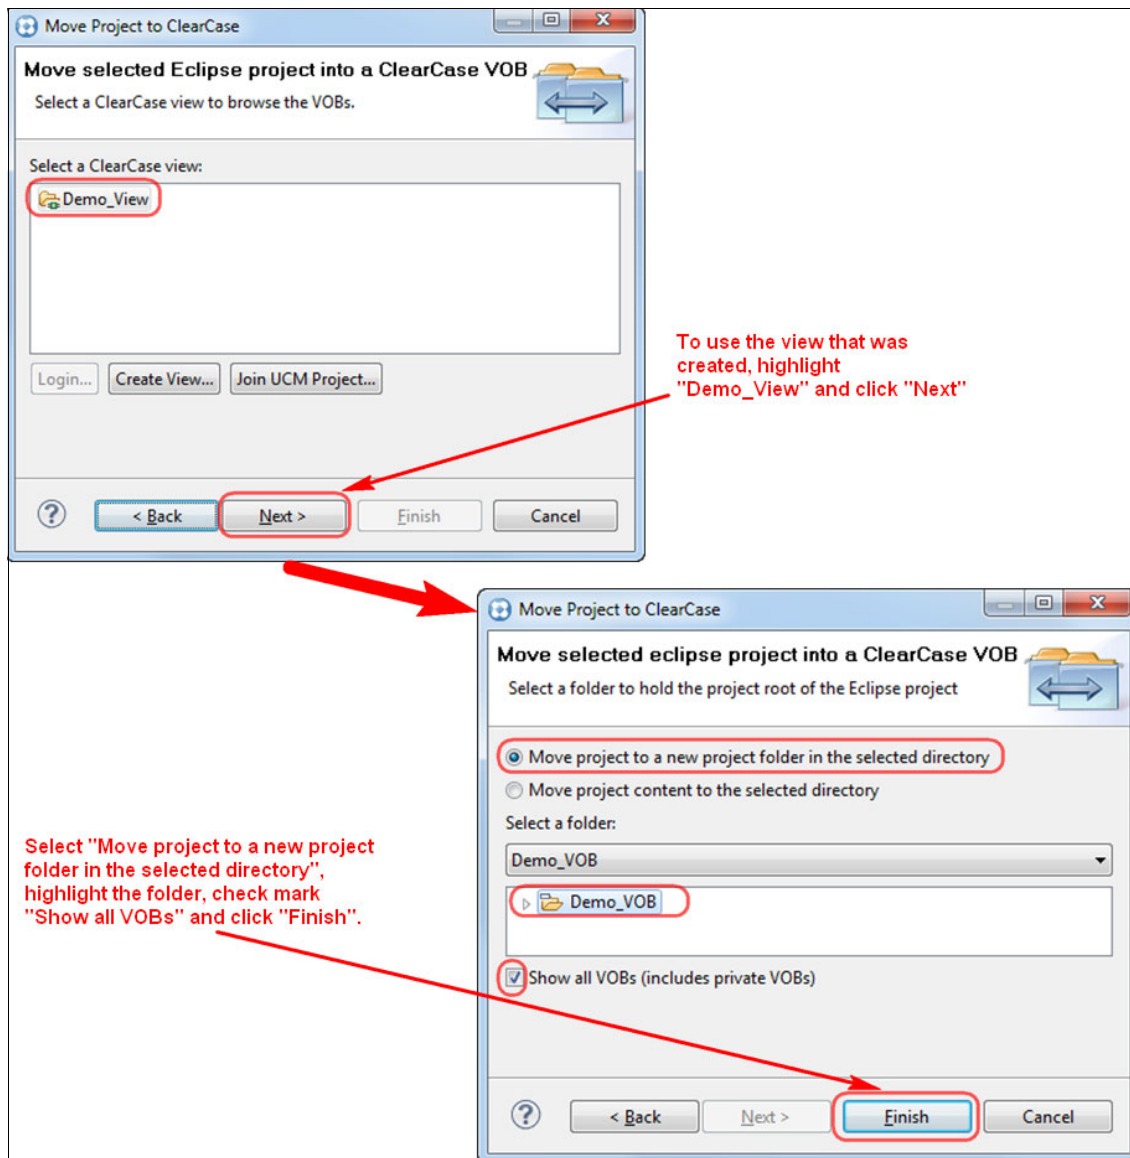 Move Project to ClearCase
Move selected Eclipse project into a ClearCase VOB
Select a ClearCase view to browse the VOBs.
Select a ClearCase view:
Demo_View
Login...
Create View...
Join UCM Project...
To use the view that was
created, highlight
"Demo_View" and click "Next"
?
< Back
Next >
Finish
Cancel
Move Project to ClearCase
Move selected eclipse project into a ClearCase VOB
Select a folder to hold the project root of the Eclipse project
Move project to a new project folder in the selected directory
Move project content to the selected directory
Select a folder:
Demo_VOB
Demo_VOB
Show all VOBs (includes private VOBs)
Select "Move project to a new project
folder in the selected directory",
highlight the folder, check mark
"Show all VOBs" and click "Finish".
?
< Back
Next >
Finish
Cancel